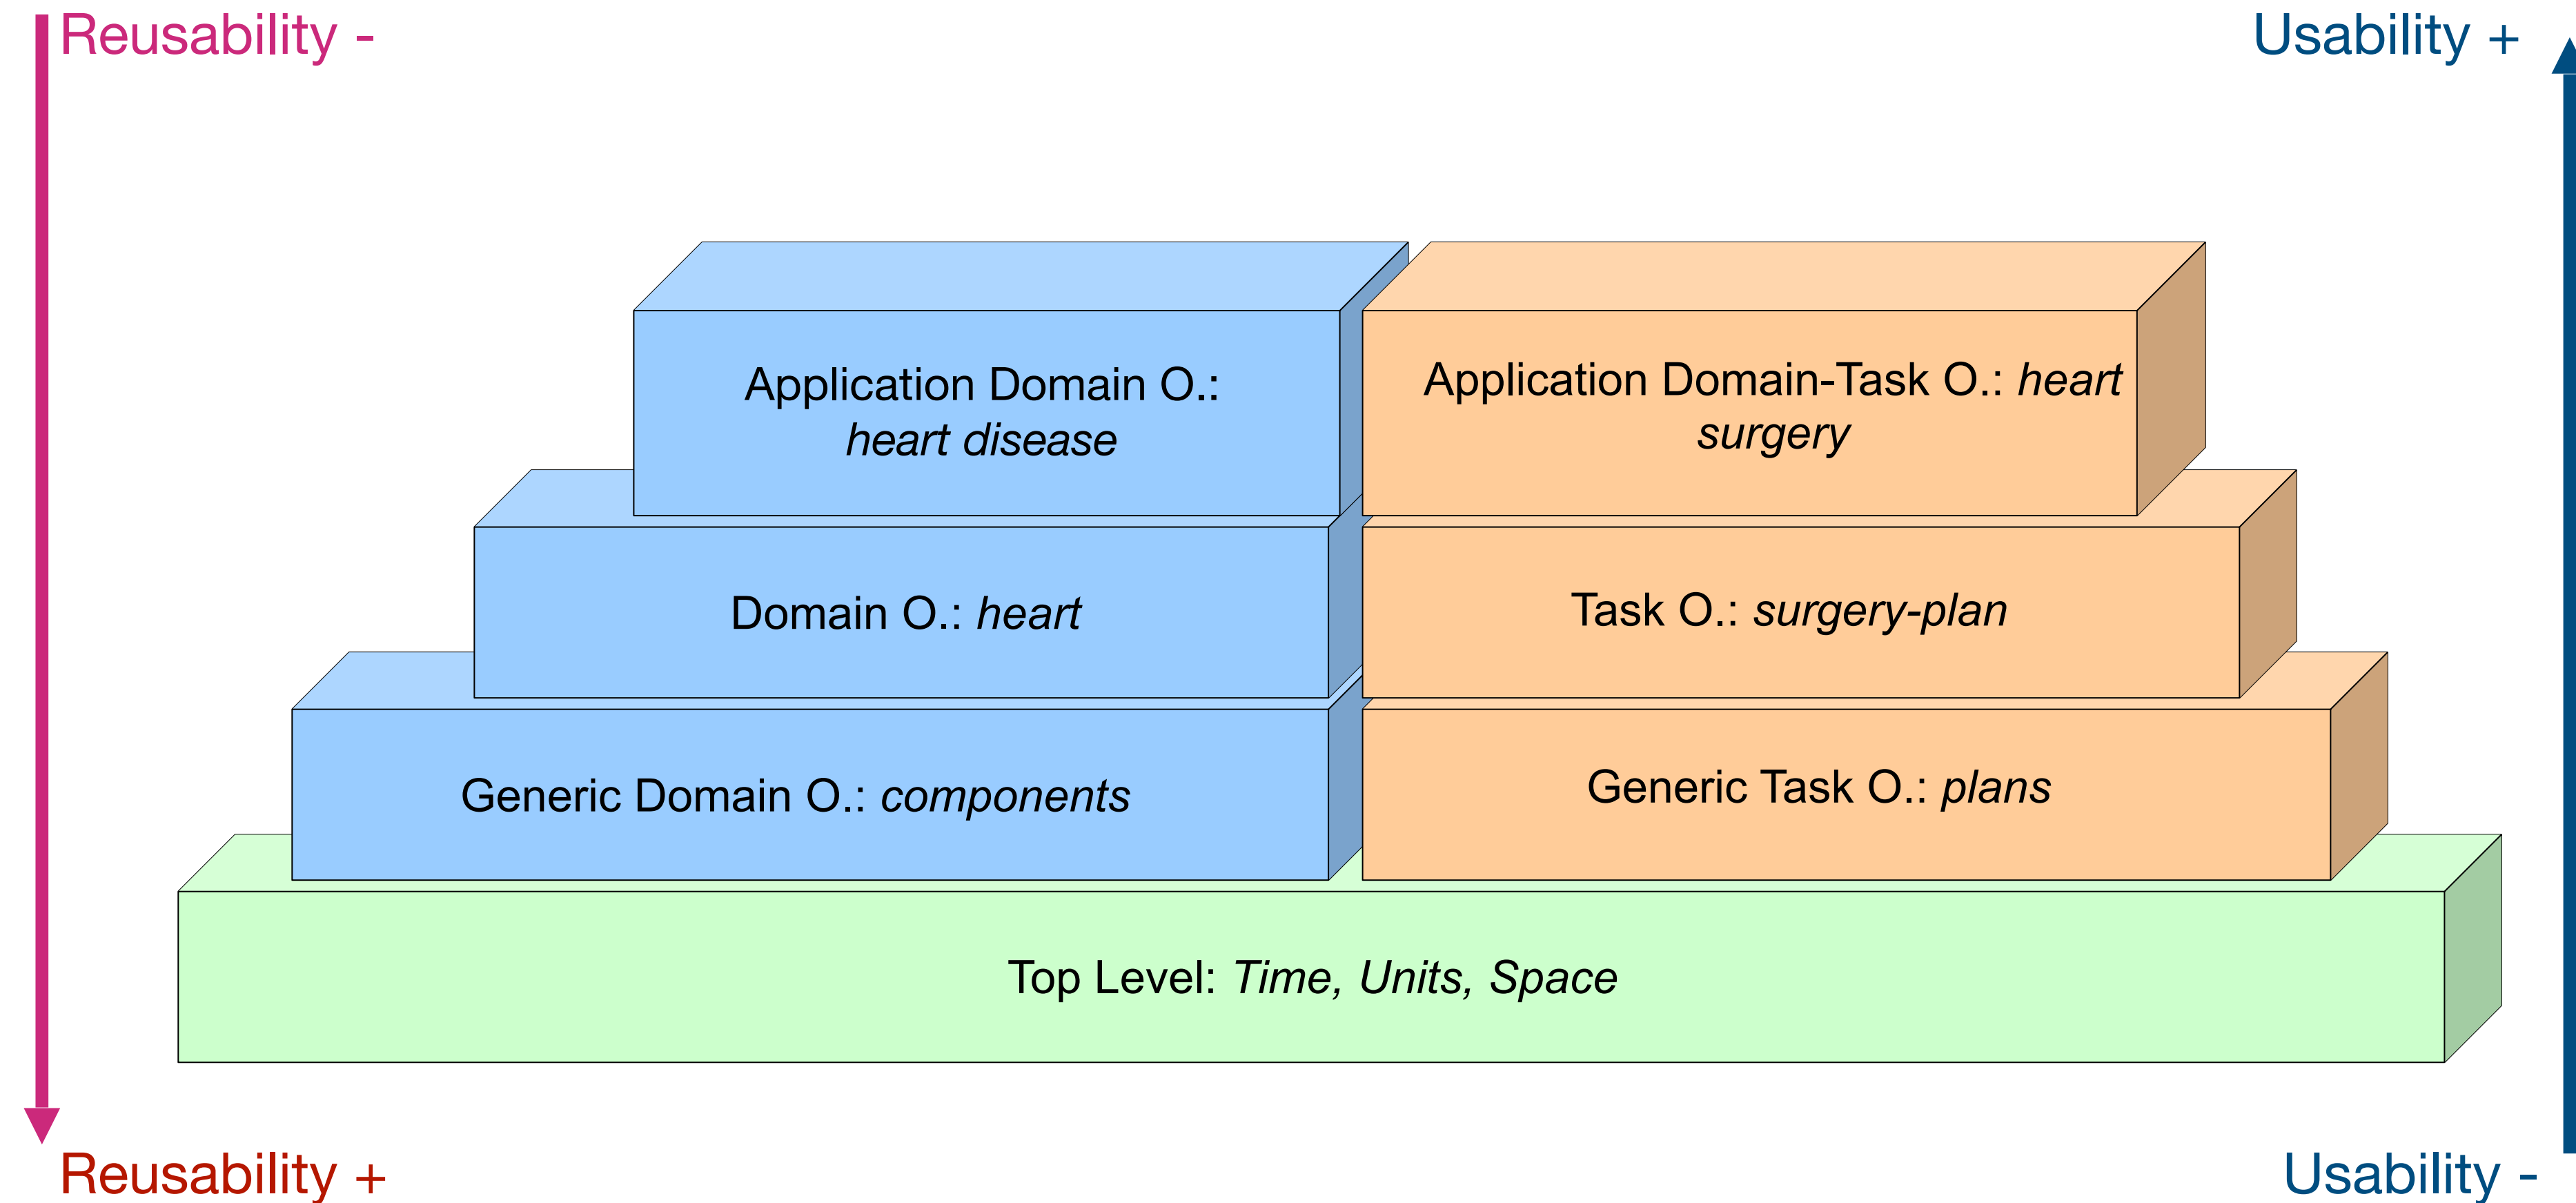 Reusability -
Usability +
Application Domain O.:
heart disease
Application Domain-Task O.: heart
surgery
Domain O.: heart
Task O.: surgery-plan
Generic Domain O.: components
Generic Task O.: plans
Top Level: Time, Units, Space
Reusability +
Usability -